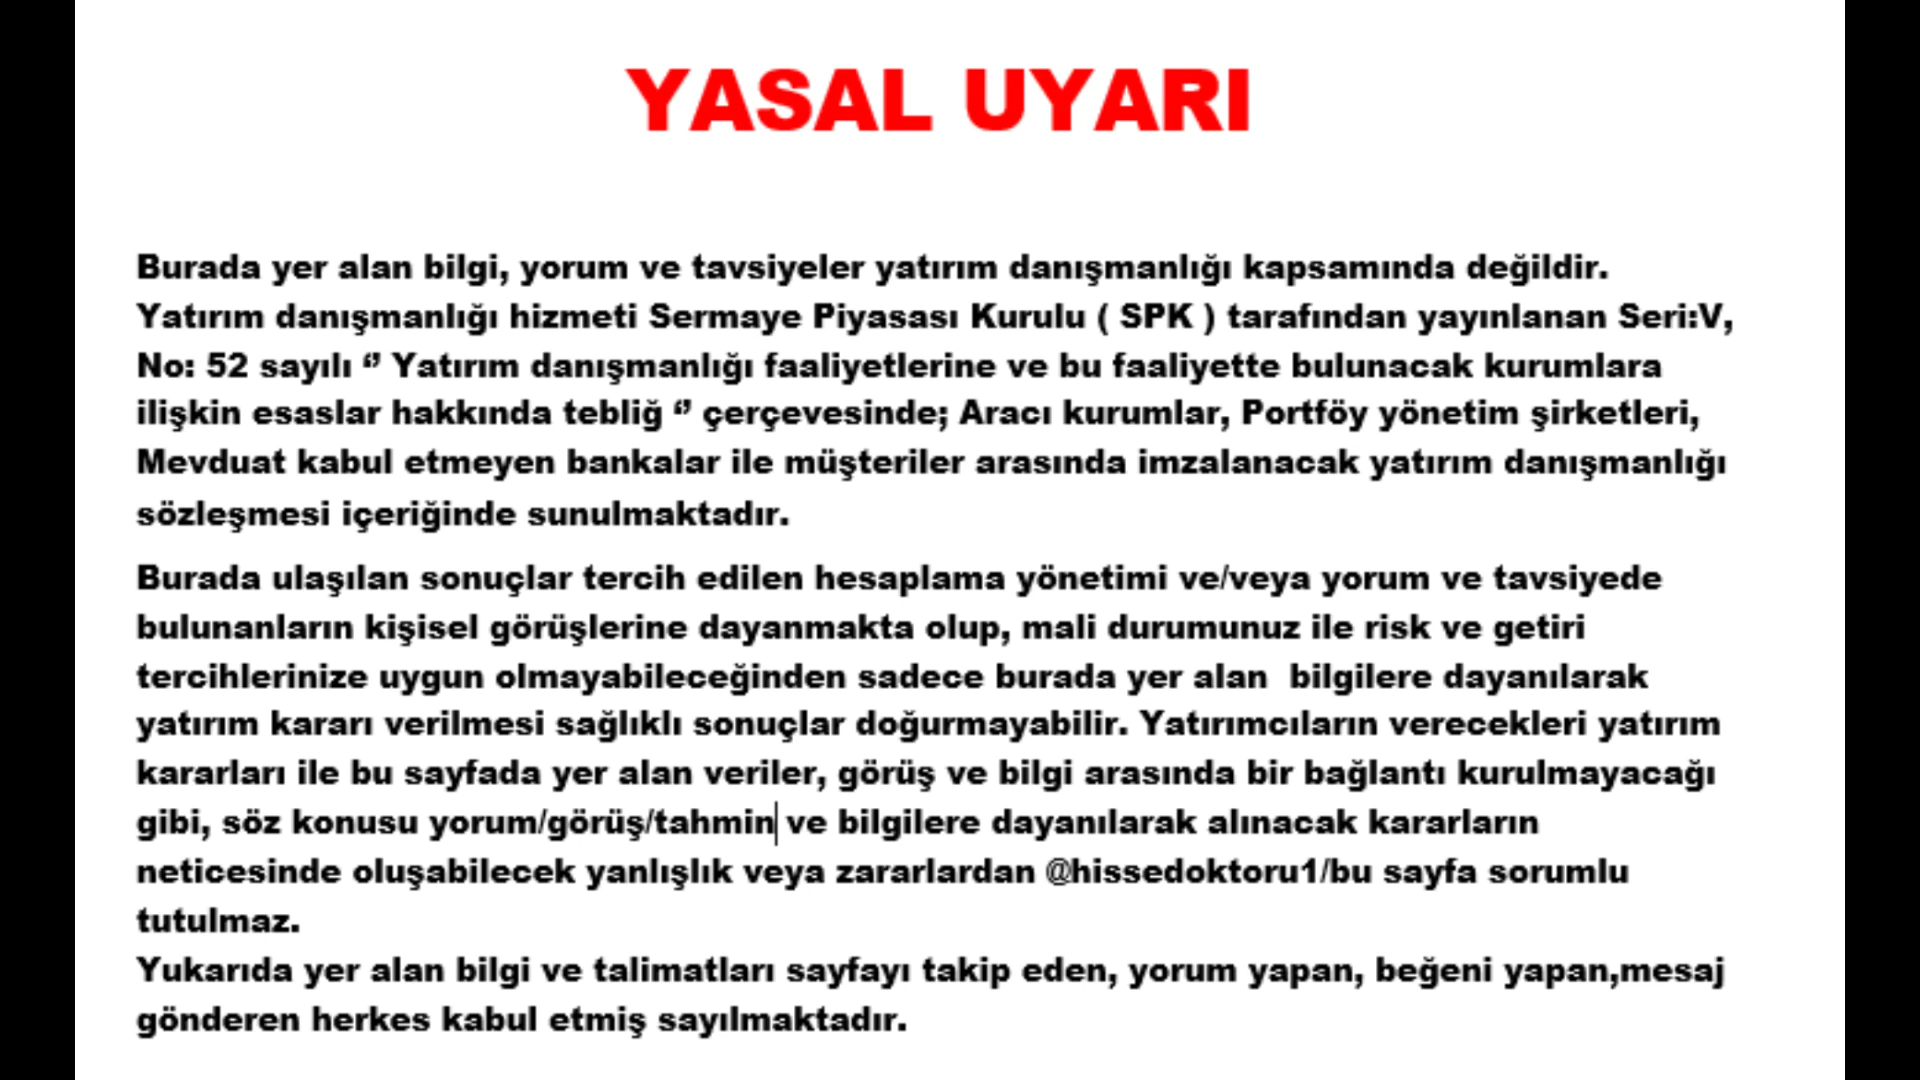 YASAL UYARI
Burada yer alan bilgi, yorum ve tavsiyeler yatırım danışmanlığı kapsamında değildir.
Yatırım danışmanlığı hizmeti Sermaye Piyasası Kurulu ( SPK ) tarafından yayınlanan Seri:V,
No: 52 sayılı “ Yatırım danışmanlığı faaliyetlerine ve bu faaliyette bulunacak kurumlara
ilişkin esaslar hakkında tebliğ “ çerçevesinde; Aracı kurumlar, Portföy yönetim şirketleri,
Mevduat kabul etmeyen bankalar ile müşteriler arasında imzalanacak yatırım danışmanlığı
sözleşmesi içeriğinde sunulmaktadır.
Burada ulaşılan sonuçlar tercih edilen hesaplama yönetimi ve/veya yorum ve tavsiyede
bulunanların kişisel görüşlerine dayanmakta olup, mali durumunuz ile risk ve getiri
tercihlerinize uygun olmayabileceğinden sadece burada yer alan  bilgilere dayanılarak
yatırım kararı verilmesi sağlıklı sonuçlar doğurmayabilir. Yatırımcıların verecekleri yatırım
kararları ile bu sayfada yer alan veriler, görüş ve bilgi arasında bir bağlantı kurulmayacağı
gibi, söz konusu yorum/görüş/tahmin ve bilgilere dayanılarak alınacak kararların
neticesinde oluşabilecek yanlışlık veya zararlardan @hissedoktoru1/bu sayfa sorumlu
tutulmaz.
Yukarıda yer alan bilgi ve talimatları sayfayı takip eden, yorum yapan, beğeni yapan,mesaj
gönderen herkes kabul etmiş sayılmaktadır.